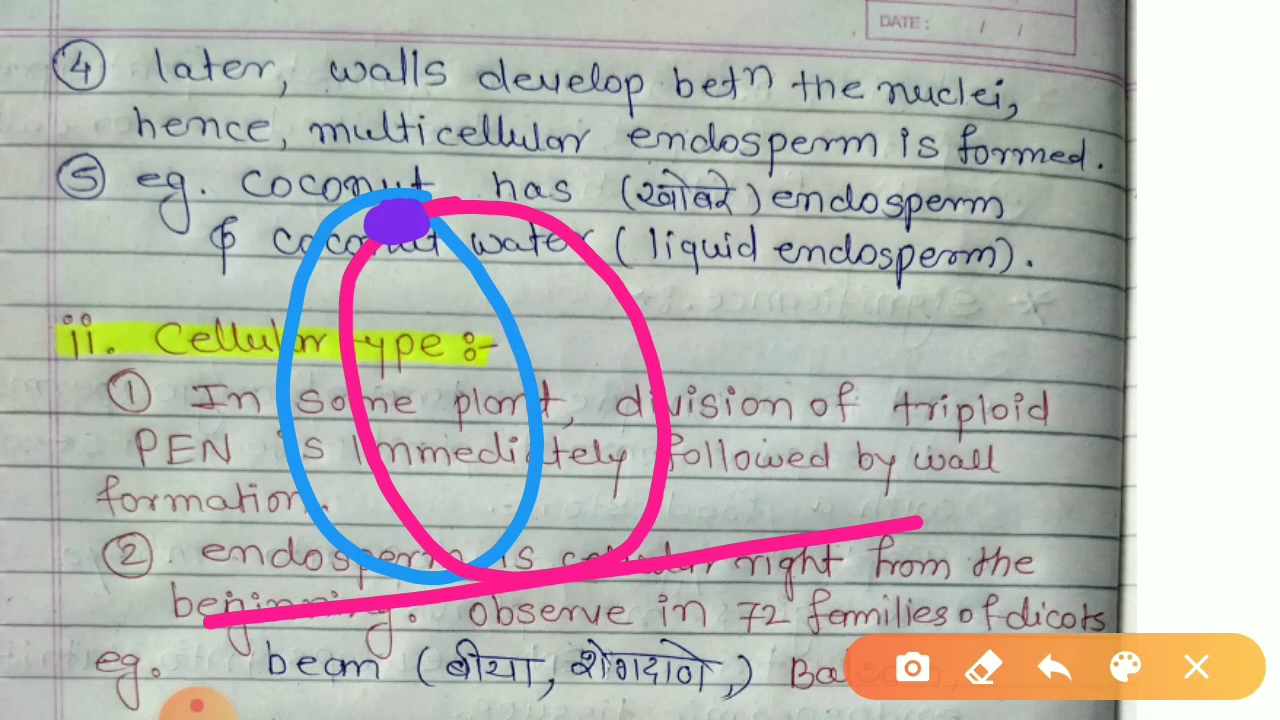 DATE: / /
④ later, walls develop betⁿ the nuclei,
hence, multicellular endosperm is formed.
⑤ eg. coconut has (खोबरे) endosperm
& coconut water (liquid endosperm).
ii. Cellular type :-
① In some plant, division of triploid
PEN is immediately followed by wall
formation.
② endosperm is cellular right from the
beginning. observe in 72 families of dicots
eg. bean (बीया, शेंगदाणे,)